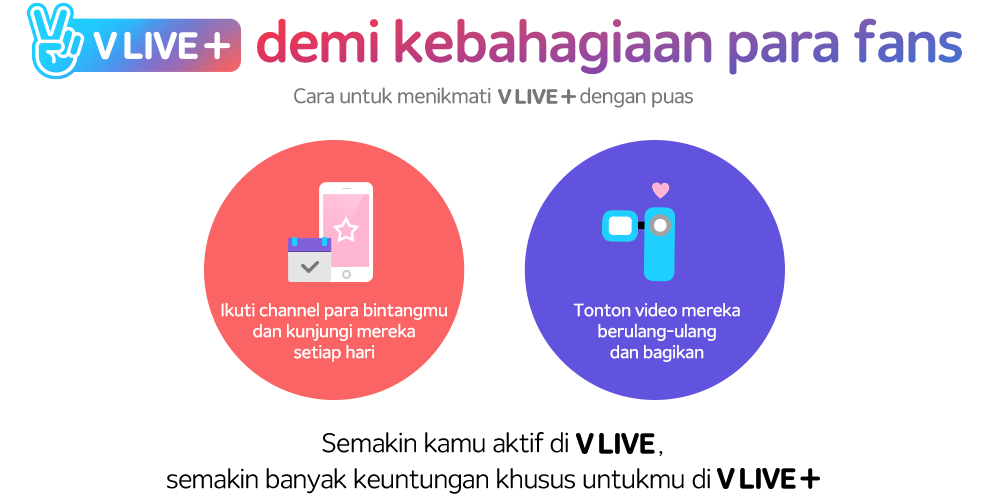 V LIVE+ demi kebahagiaan para fans
Cara untuk menikmati V LIVE+ dengan puas
Ikuti channel para bintangmu
dan kunjungi mereka
setiap hari
Tonton video mereka
berulang-ulang
dan bagikan
Semakin kamu aktif di V LIVE,
semakin banyak keuntungan khusus untukmu di V LIVE+